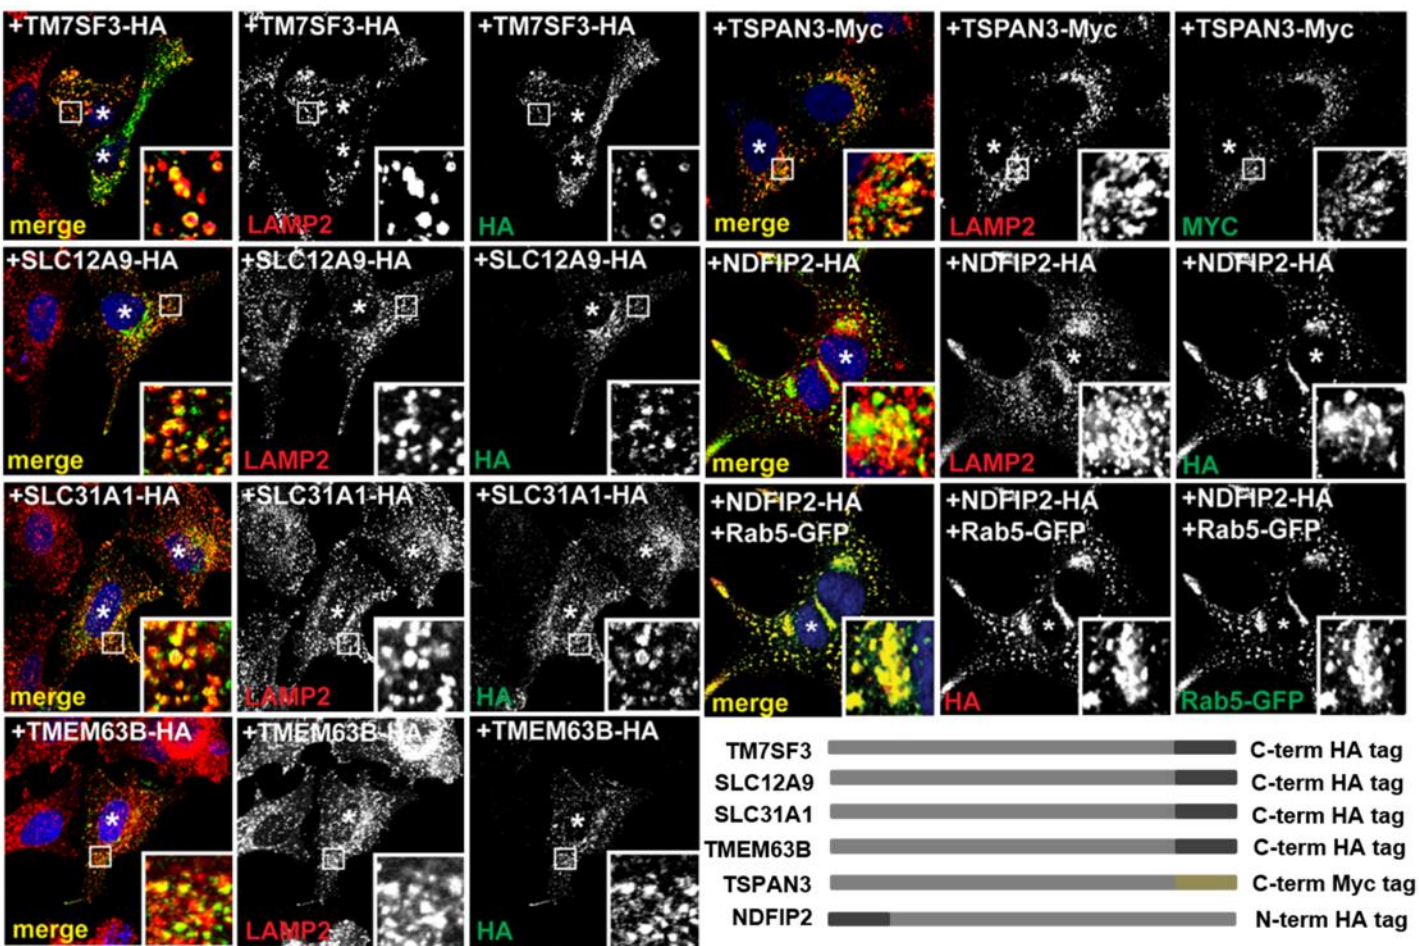 +TM7SF3-HA +TM7SF3-HA +TM7SF3-HA +TSPAN3-Myc +TSPAN3-Myc +TSPAN3-Myc
merge LAMP2 HA merge LAMP2 MYC
+SLC12A9-HA +SLC12A9-HA +SLC12A9-HA +NDFIP2-HA +NDFIP2-HA +NDFIP2-HA
merge LAMP2 HA merge LAMP2 HA
+SLC31A1-HA +SLC31A1-HA +SLC31A1-HA +NDFIP2-HA +NDFIP2-HA +NDFIP2-HA
+Rab5-GFP +Rab5-GFP +Rab5-GFP
merge LAMP2 HA merge HA Rab5-GFP
+TMEM63B-HA +TMEM63B-HA +TMEM63B-HA
merge LAMP2 HA
TM7SF3 C-term HA tag
SLC12A9 C-term HA tag
SLC31A1 C-term HA tag
TMEM63B C-term HA tag
TSPAN3 C-term Myc tag
NDFIP2 N-term HA tag